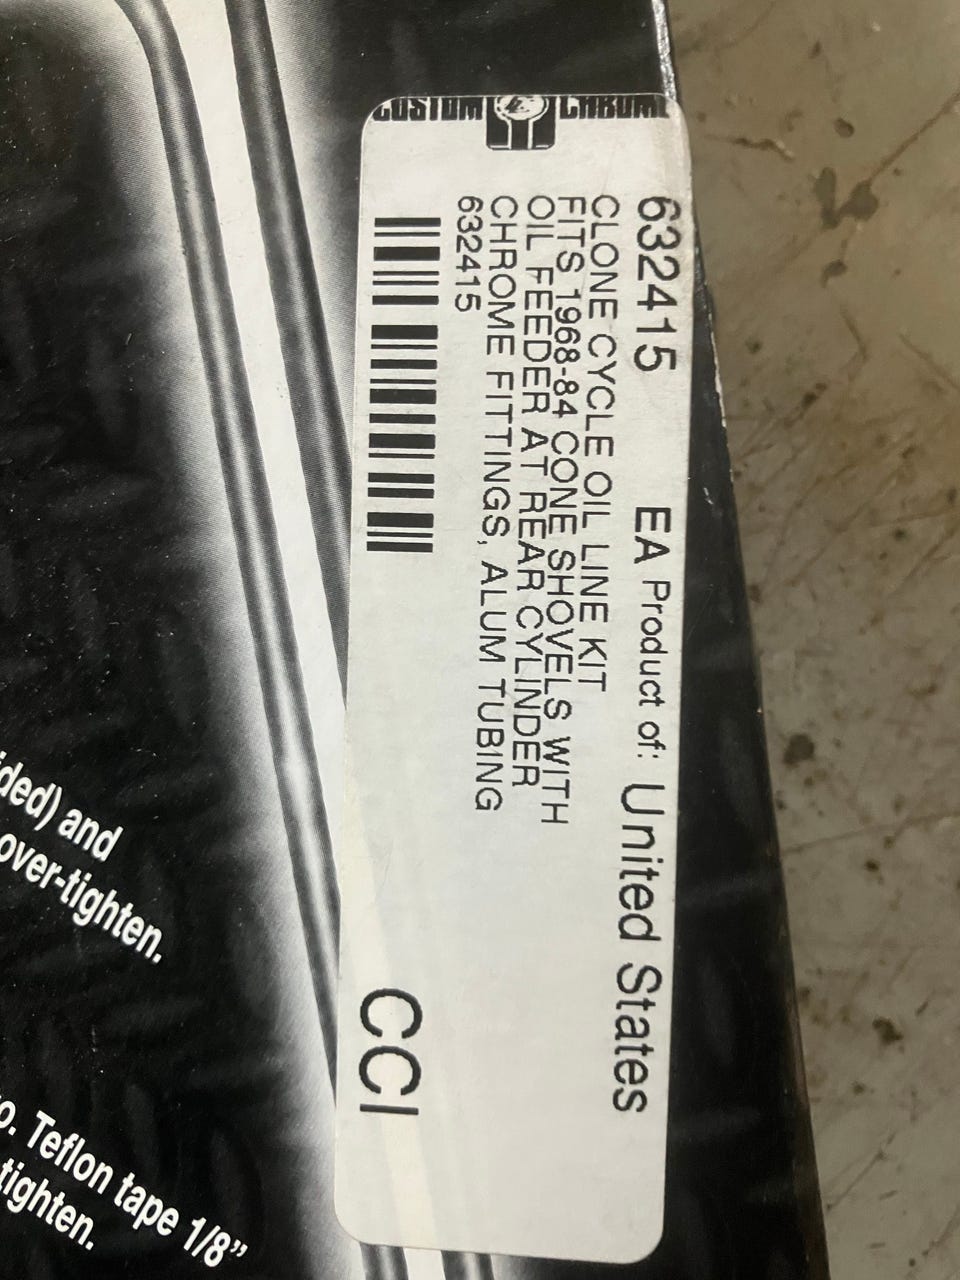 CUSTOM CHROME
632415 EA Product of: United States
CLONE CYCLE OIL LINE KIT
FITS 1968-84 CONE SHOVELS WITH
OIL FEEDER AT REAR CYLINDER
CHROME FITTINGS, ALUM TUBING
632415
CCI
ded) and
over-tighten.
o. Teflon tape 1/8”
tighten.